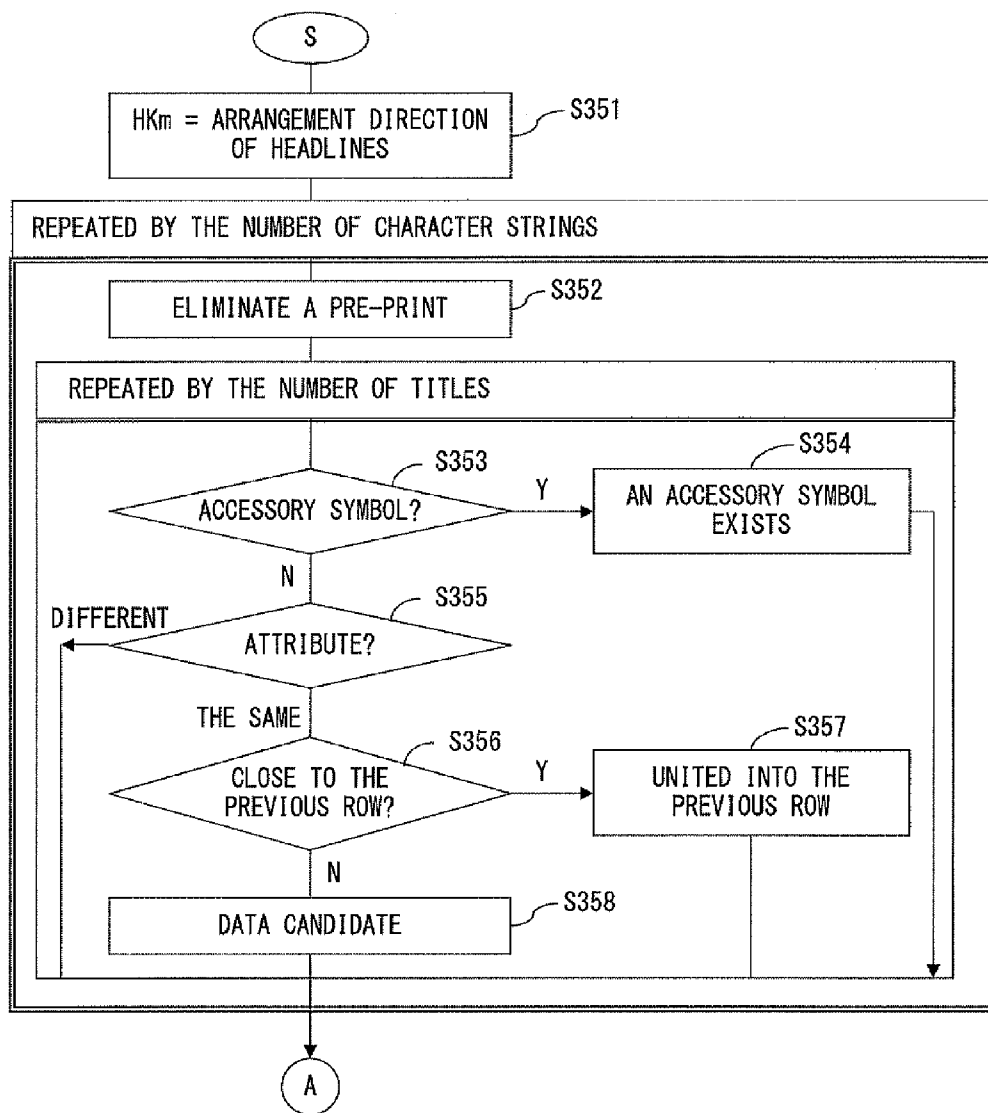 S
HKm = ARRANGEMENT DIRECTION
OF HEADLINES
S351
REPEATED BY THE NUMBER OF CHARACTER STRINGS
ELIMINATE A PRE-PRINT
S352
REPEATED BY THE NUMBER OF TITLES
S353
ACCESSORY SYMBOL?
Y
S354
AN ACCESSORY SYMBOL
EXISTS
N
S355
DIFFERENT
ATTRIBUTE?
THE SAME
S356
CLOSE TO THE
PREVIOUS ROW?
Y
S357
UNITED INTO THE
PREVIOUS ROW
N
DATA CANDIDATE
S358
A